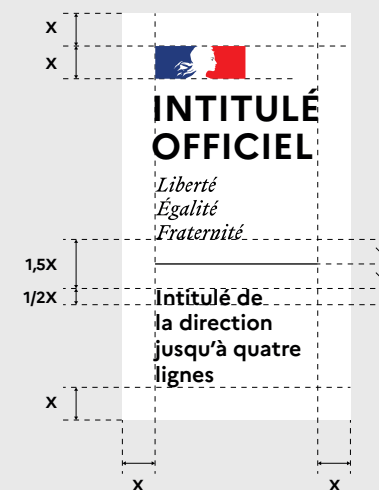 X
X
INTITULÉ
OFFICIEL
Liberté
Égalité
Fraternité
1,5X
1/2X
Intitulé de
la direction
jusqu’à quatre
lignes
X
X
X